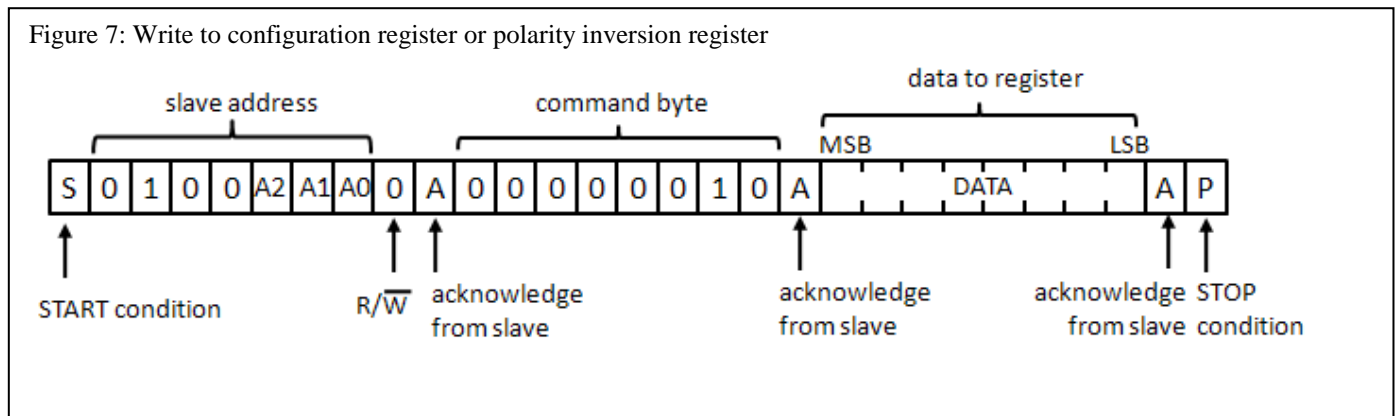 Figure 7: Write to configuration register or polarity inversion register
data to register
slave address
command byte
MSB LSB
S 0 1 0 0 A2 A1 A0 0 A 0 0 0 0 0 0 1 0 A DATA A P
START condition
R/W̅
acknowledge
from slave
acknowledge
from slave
acknowledge
from slave
STOP
condition